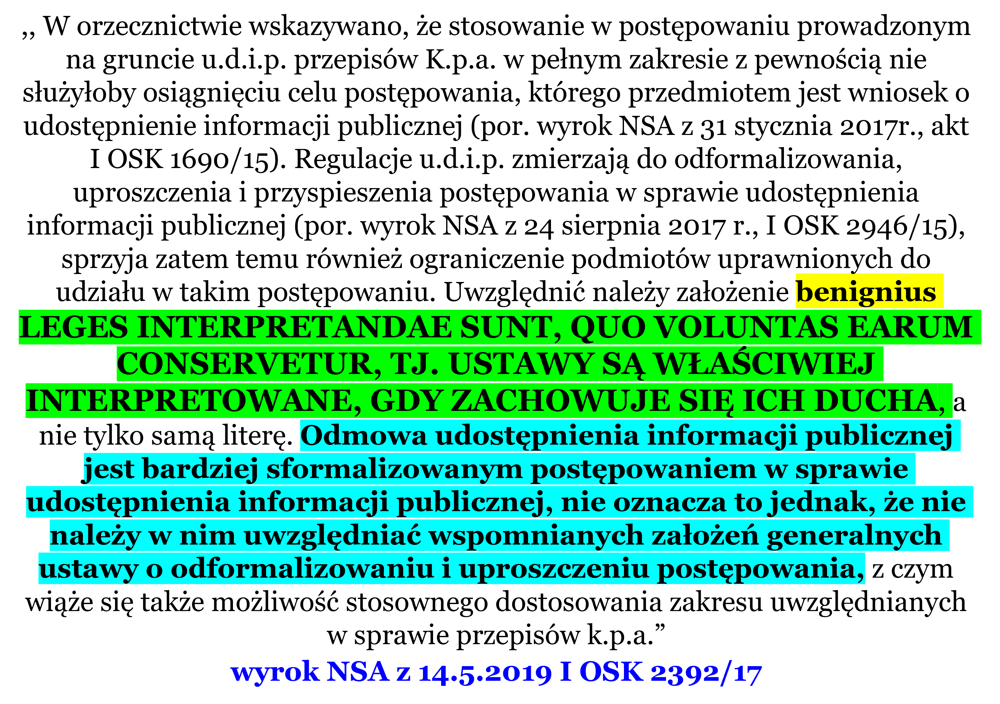 ,, W orzecznictwie wskazywano, że stosowanie w postępowaniu prowadzonym
na gruncie u.d.i.p. przepisów K.p.a. w pełnym zakresie z pewnością nie
służyłoby osiągnięciu celu postępowania, którego przedmiotem jest wniosek o
udostępnienie informacji publicznej (por. wyrok NSA z 31 stycznia 2017r., akt
I OSK 1690/15). Regulacje u.d.i.p. zmierzają do odformalizowania,
uproszczenia i przyspieszenia postępowania w sprawie udostępnienia
informacji publicznej (por. wyrok NSA z 24 sierpnia 2017 r., I OSK 2946/15),
sprzyja zatem temu również ograniczenie podmiotów uprawnionych do
udziału w takim postępowaniu. Uwzględnić należy założenie benignius
LEGES INTERPRETANDAE SUNT, QUO VOLUNTAS EARUM
CONSERVETUR, TJ. USTAWY SĄ WŁAŚCIWIEJ
INTERPRETOWANE, GDY ZACHOWUJE SIĘ ICH DUCHA, a
nie tylko samą literę. Odmowa udostępnienia informacji publicznej
jest bardziej sformalizowanym postępowaniem w sprawie
udostępnienia informacji publicznej, nie oznacza to jednak, że nie
należy w nim uwzględniać wspomnianych założeń generalnych
ustawy o odformalizowaniu i uproszczeniu postępowania, z czym
wiąże się także możliwość stosownego dostosowania zakresu uwzględnianych
w sprawie przepisów k.p.a.”
wyrok NSA z 14.5.2019 I OSK 2392/17